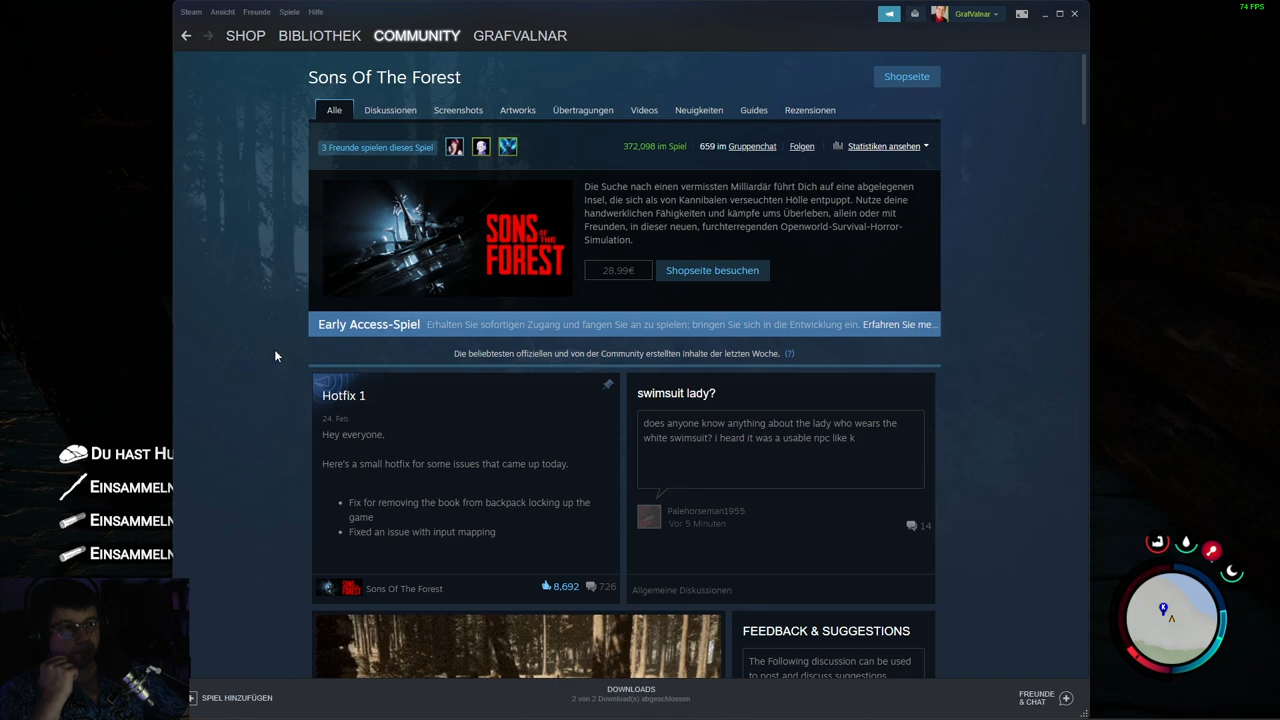 Steam Ansicht Freunde Spiele Hilfe
GrafValnar
74 FPS
SHOP BIBLIOTHEK COMMUNITY GRAFVALNAR
Sons Of The Forest
Shopseite
Alle Diskussionen Screenshots Artworks Übertragungen Videos Neuigkeiten Guides Rezensionen
3 Freunde spielen dieses Spiel
372,098 im Spiel 659 im Gruppenchat Folgen Statistiken ansehen
SONS OF THE FOREST
Die Suche nach einen vermissten Milliardär führt Dich auf eine abgelegenen
Insel, die sich als von Kannibalen verseuchten Hölle entpuppt. Nutze deine
handwerklichen Fähigkeiten und kämpfe ums Überleben, allein oder mit
Freunden, in dieser neuen, furchterregenden Openworld-Survival-Horror-
Simulation.
28,99€ Shopseite besuchen
Early Access-Spiel Erhalten Sie sofortigen Zugang und fangen Sie an zu spielen; bringen Sie sich in die Entwicklung ein. Erfahren Sie me...
Die beliebtesten offiziellen und von der Community erstellten Inhalte der letzten Woche. (?)
Hotfix 1
24. Feb.
Hey everyone,
Here's a small hotfix for some issues that came up today.
• Fix for removing the book from backpack locking up the
game
• Fixed an issue with input mapping
Sons Of The Forest 8,692 726
swimsuit lady?
does anyone know anything about the lady who wears the
white swimsuit? i heard it was a usable npc like k
Palehorseman1955
Vor 5 Minuten
14
Allgemeine Diskussionen
FEEDBACK & SUGGESTIONS
The Following discussion can be used
to post and discuss suggestions
DU HAST HU
EINSAMMELN
EINSAMMELN
EINSAMMELN
K
SPIEL HINZUFÜGEN
DOWNLOADS
2 von 2 Download(s) abgeschlossen
FREUNDE
& CHAT